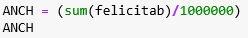 ANCH = (sum(felicitab)/1000000)
ANCH